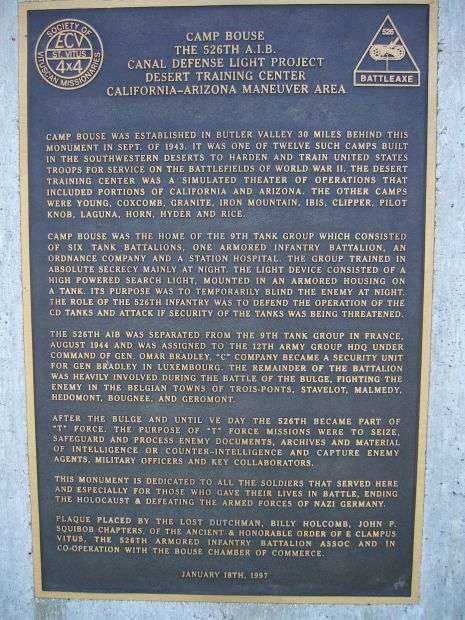 SOCIETY OF
ECV
ST. VITUS
4x4
VITUSIAN MISSIONARIES
526
BATTLEAXE
CAMP BOUSE
THE 526TH A.I.B.
CANAL DEFENSE LIGHT PROJECT
DESERT TRAINING CENTER
CALIFORNIA-ARIZONA MANEUVER AREA
CAMP BOUSE WAS ESTABLISHED IN BUTLER VALLEY 30 MILES BEHIND THIS
MONUMENT IN SEPT. OF 1943. IT WAS ONE OF TWELVE SUCH CAMPS BUILT
IN THE SOUTHWESTERN DESERTS TO HARDEN AND TRAIN UNITED STATES
TROOPS FOR SERVICE ON THE BATTLEFIELDS OF WORLD WAR II. THE DESERT
TRAINING CENTER WAS A SIMULATED THEATER OF OPERATIONS THAT
INCLUDED PORTIONS OF CALIFORNIA AND ARIZONA. THE OTHER CAMPS
WERE YOUNG, COXCOMB, GRANITE, IRON MOUNTAIN, IBIS, CLIPPER, PILOT
KNOB, LAGUNA, HORN, HYDER AND RICE.
CAMP BOUSE WAS THE HOME OF THE 9TH TANK GROUP WHICH CONSISTED
OF SIX TANK BATTALIONS, ONE ARMORED INFANTRY BATTALION, AN
ORDNANCE COMPANY AND A STATION HOSPITAL. THE GROUP TRAINED IN
ABSOLUTE SECRECY MAINLY AT NIGHT. THE LIGHT DEVICE CONSISTED OF A
HIGH POWERED SEARCH LIGHT, MOUNTED IN AN ARMORED HOUSING ON
A TANK. ITS PURPOSE WAS TO TEMPORARILY BLIND THE ENEMY AT NIGHT.
THE ROLE OF THE 526TH INFANTRY WAS TO DEFEND THE OPERATION OF THE
CD TANKS AND ATTACK IF SECURITY OF THE TANKS WAS BEING THREATENED.
THE 526TH AIB WAS SEPARATED FROM THE 9TH TANK GROUP IN FRANCE,
AUGUST 1944 AND WAS ASSIGNED TO THE 12TH ARMY GROUP HDQ UNDER
COMMAND OF GEN. OMAR BRADLEY, "C" COMPANY BECAME A SECURITY UNIT
FOR GEN BRADLEY IN LUXEMBOURG. THE REMAINDER OF THE BATTALION
WAS HEAVILY INVOLVED DURING THE BATTLE OF THE BULGE, FIGHTING THE
ENEMY IN THE BELGIAN TOWNS OF TROIS-PONTS, STAVELOT, MALMEDY,
HEDOMONT, BOUGNEE, AND GEROMONT.
AFTER THE BULGE AND UNTIL VE DAY THE 526TH BECAME PART OF
"T" FORCE. THE PURPOSE OF "T" FORCE MISSIONS WERE TO SEIZE,
SAFEGUARD AND PROCESS ENEMY DOCUMENTS, ARCHIVES AND MATERIAL
OF INTELLIGENCE OR COUNTER-INTELLIGENCE AND CAPTURE ENEMY
AGENTS, MILITARY OFFICERS AND KEY COLLABORATORS.
THIS MONUMENT IS DEDICATED TO ALL THE SOLDIERS THAT SERVED HERE
AND ESPECIALLY FOR THOSE WHO GAVE THEIR LIVES IN BATTLE, ENDING
THE HOLOCAUST & DEFEATING THE ARMED FORCES OF NAZI GERMANY.
PLAQUE PLACED BY THE LOST DUTCHMAN, BILLY HOLCOMB, JOHN P.
SQUIBOB CHAPTERS, OF THE ANCIENT & HONORABLE ORDER OF E CLAMPUS
VITUS, THE 526TH ARMORED INFANTRY BATTALION ASSOC AND IN
CO-OPERATION WITH THE BOUSE CHAMBER OF COMMERCE.
JANUARY 18TH, 1997